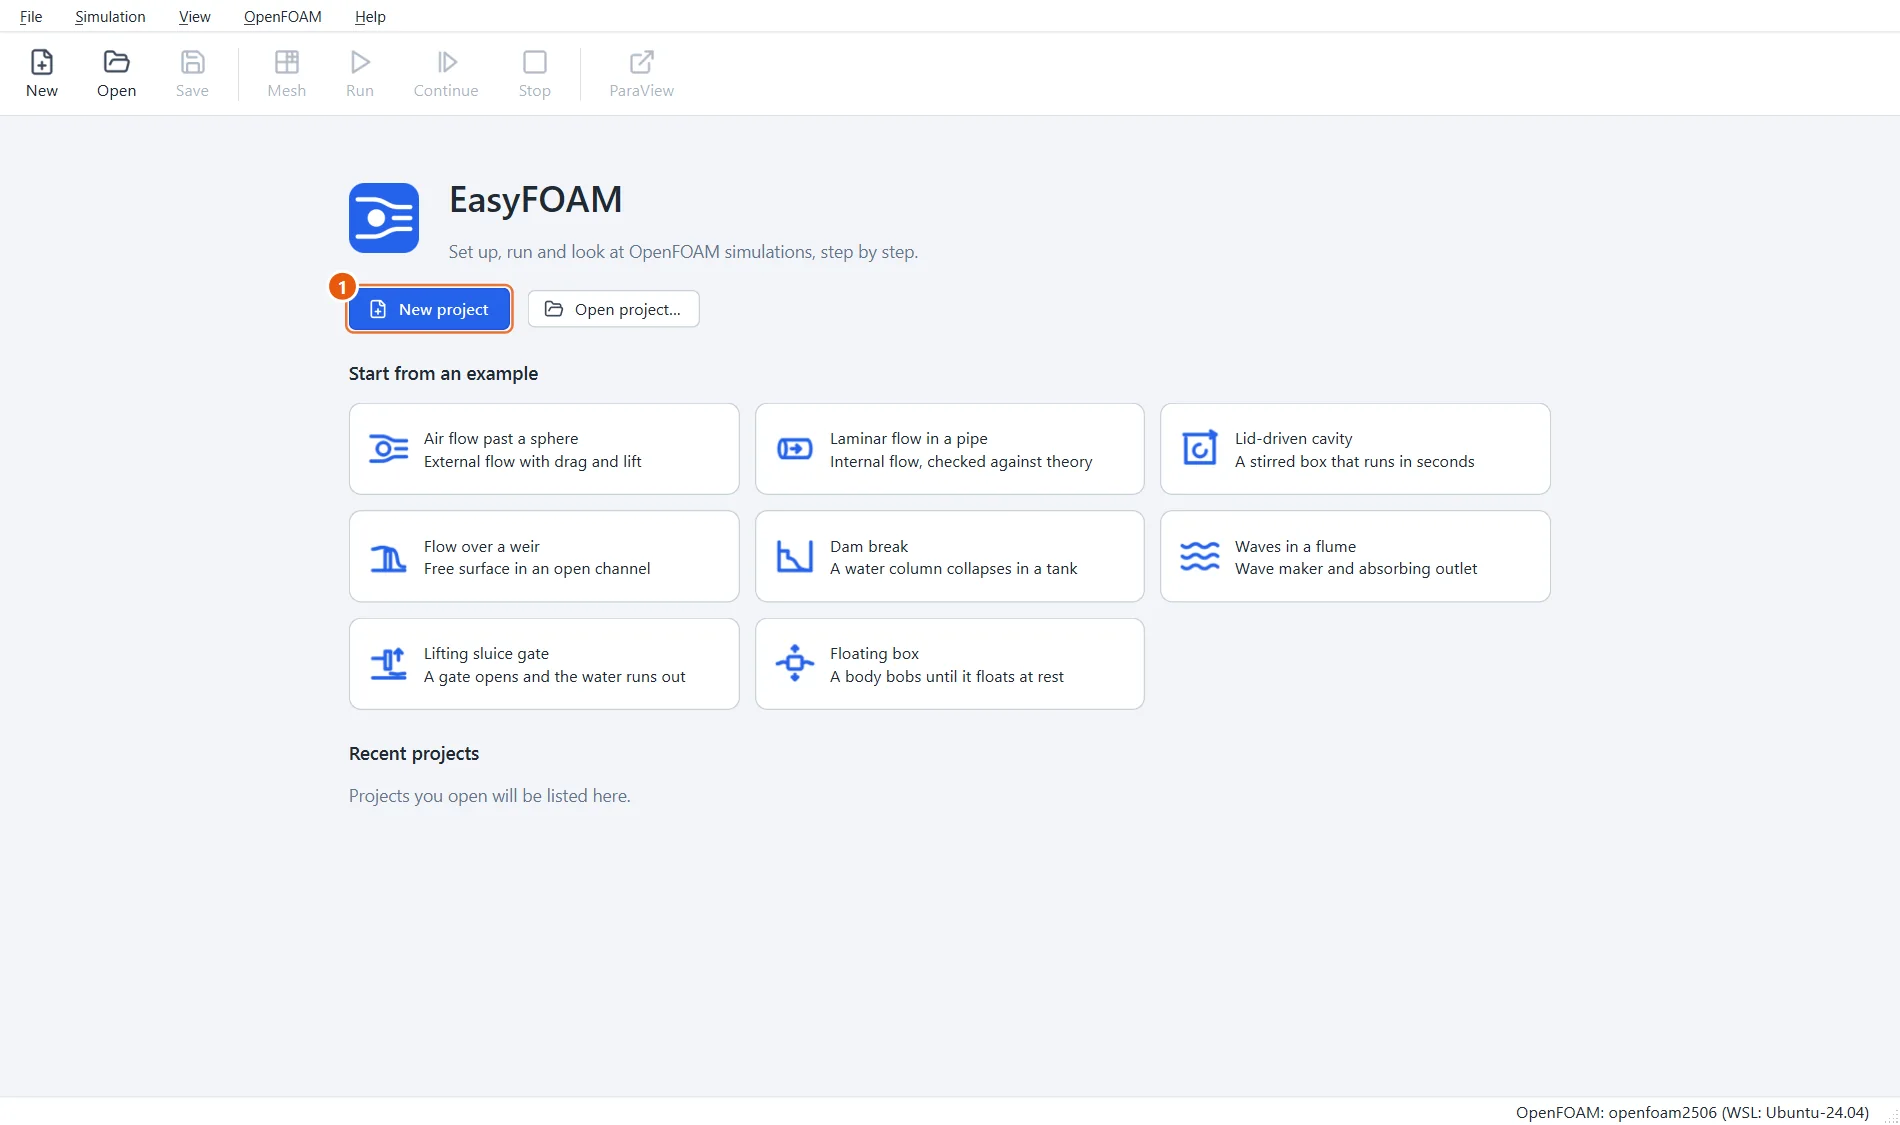 File Simulation View OpenFOAM Help
New Open Save Mesh Run Continue Stop ParaView
EasyFOAM
Set up, run and look at OpenFOAM simulations, step by step.
1
New project Open project...
Start from an example
Air flow past a sphere
External flow with drag and lift
Laminar flow in a pipe
Internal flow, checked against theory
Lid-driven cavity
A stirred box that runs in seconds
Flow over a weir
Free surface in an open channel
Dam break
A water column collapses in a tank
Waves in a flume
Wave maker and absorbing outlet
Lifting sluice gate
A gate opens and the water runs out
Floating box
A body bobs until it floats at rest
Recent projects
Projects you open will be listed here.
OpenFOAM: openfoam2506 (WSL: Ubuntu-24.04)